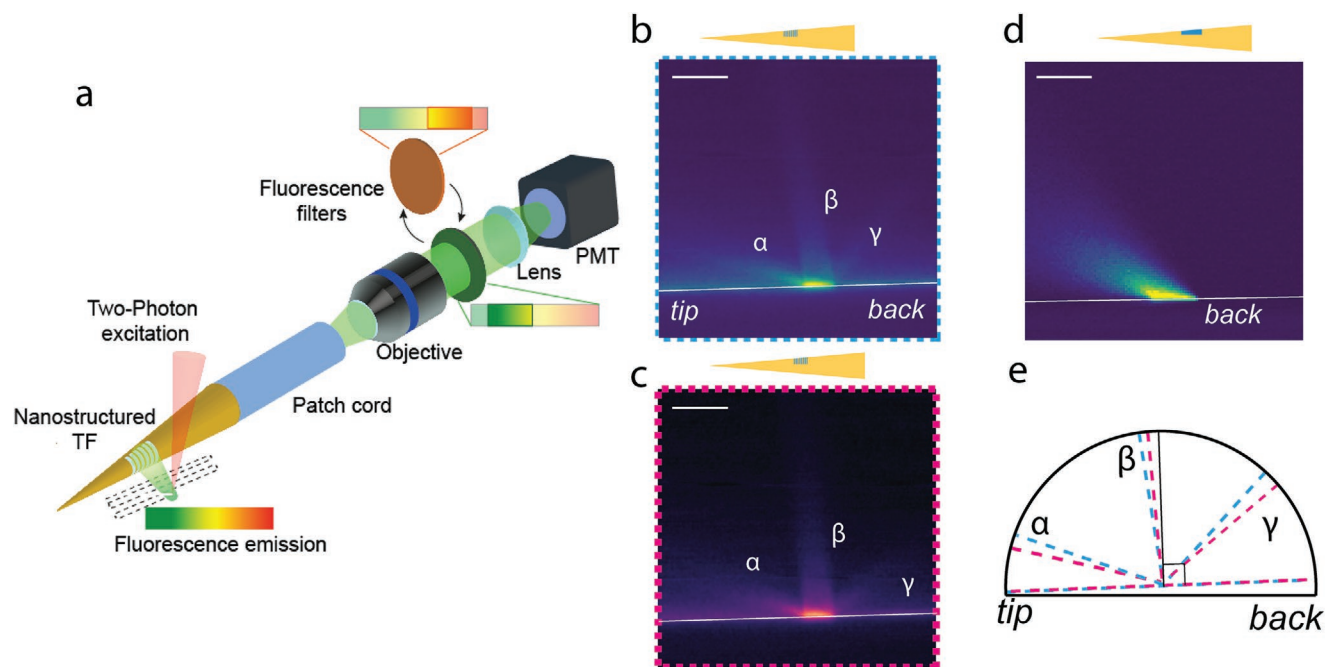 a
Fluorescence
filters
PMT
Lens
Two-Photon
excitation
Objective
Nanostructured
TF
Patch cord
Fluorescence emission
b
β
α
γ
tip
back
c
β
α
γ
d
back
e
β
α
γ
tip
back